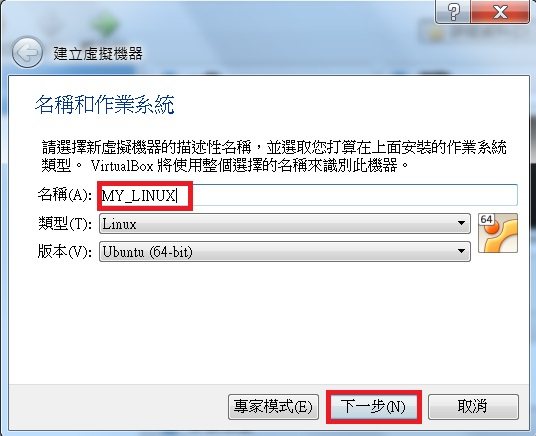 ?
建立虛擬機器
名稱和作業系統
請選擇新虛擬機器的描述性名稱，並選取您打算在上面安裝的作業系統
類型。 VirtualBox 將使用整個選擇的名稱來識別此機器。
名稱(A): MY_LINUX
類型(T): Linux
64
版本(V): Ubuntu (64-bit)
專家模式(E) 下一步(N) 取消